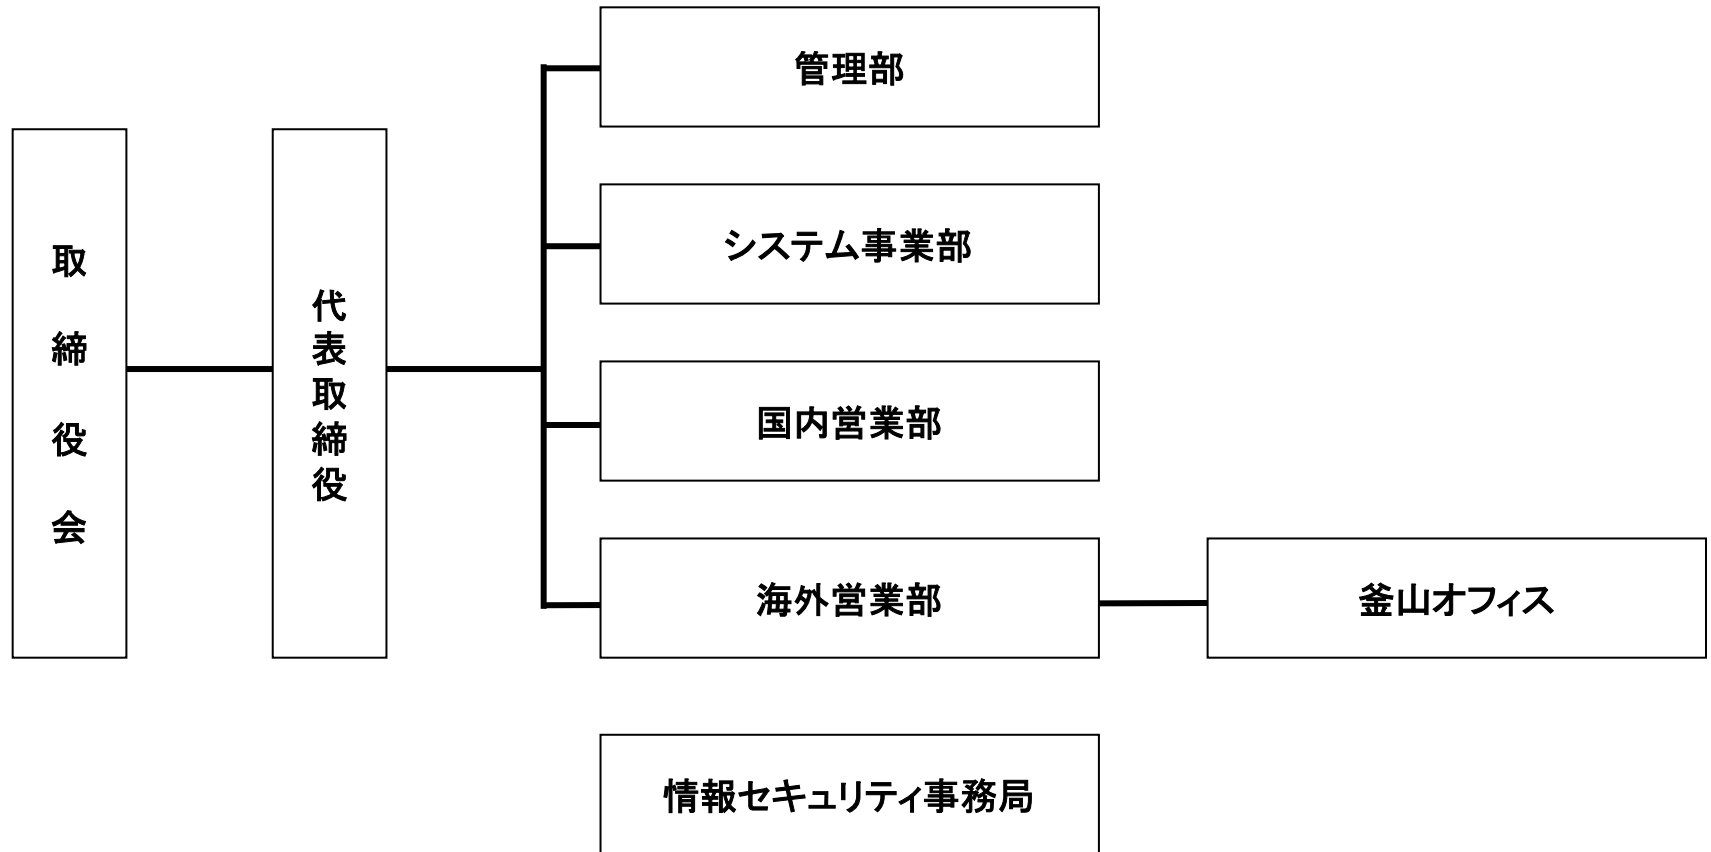 取締役会
代表取締役
管理部
システム事業部
国内営業部
海外営業部
釜山オフィス
情報セキュリティ事務局